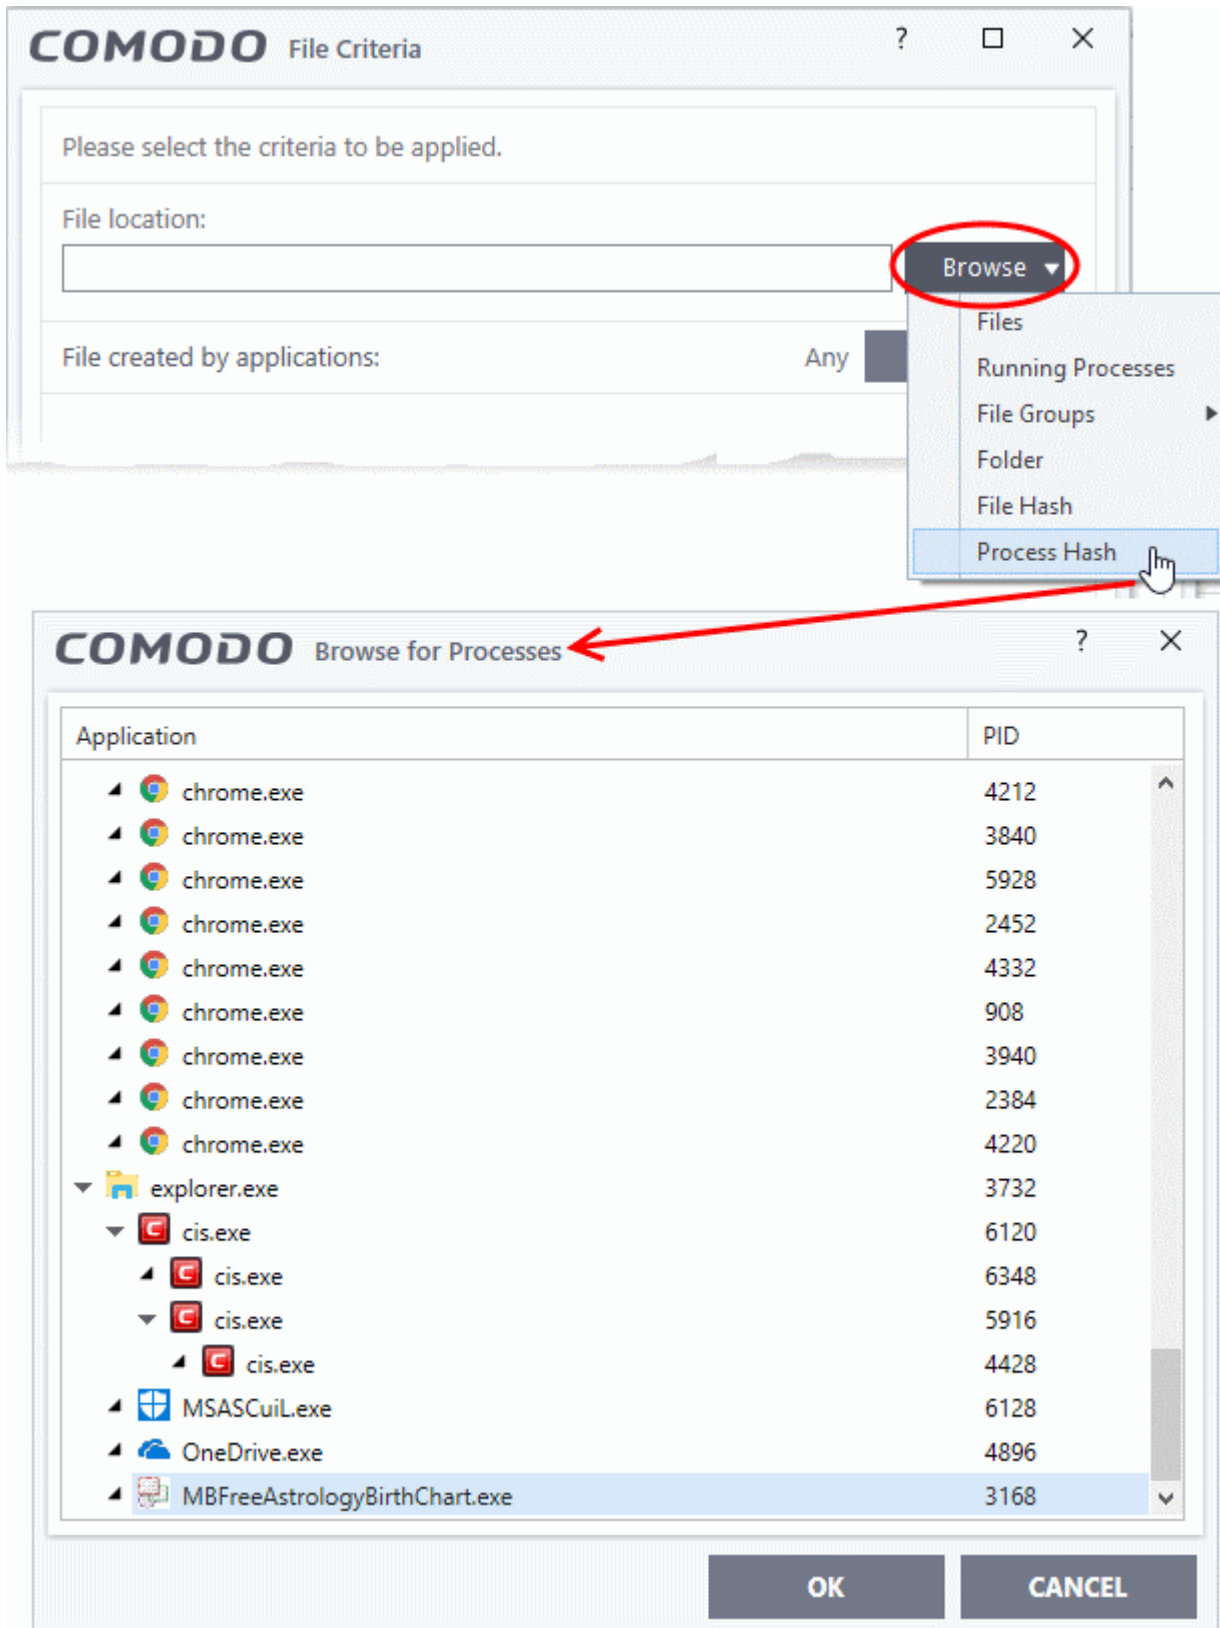 COMODO File Criteria ?
Please select the criteria to be applied.
File location:
Browse
Files
File created by applications: Any
Running Processes
File Groups
Folder
File Hash
Process Hash
COMODO Browse for Processes ?
Application PID
chrome.exe 4212
chrome.exe 3840
chrome.exe 5928
chrome.exe 2452
chrome.exe 4332
chrome.exe 908
chrome.exe 3940
chrome.exe 2384
chrome.exe 4220
explorer.exe 3732
cis.exe 6120
cis.exe 6348
cis.exe 5916
cis.exe 4428
MSASCuiL.exe 6128
OneDrive.exe 4896
MBFreeAstrologyBirthChart.exe 3168
OK CANCEL